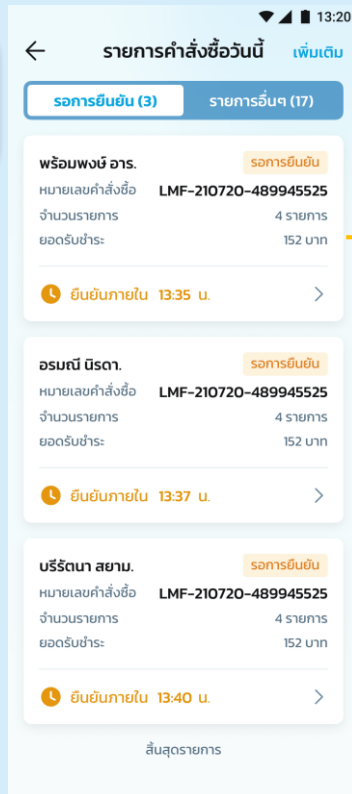 13:20
รายการคำสั่งซื้อวันนี้ เพิ่มเติม
รอการยืนยัน (3) รายการอื่นๆ (17)
พร้อมพงษ์ อาร. รอการยืนยัน
หมายเลขคำสั่งซื้อ LMF-210720-489945525
จำนวนรายการ 4 รายการ
ยอดรับชำระ 152 บาท
ยืนยันภายใน 13:35 น.
อรมณี นิรดา. รอการยืนยัน
หมายเลขคำสั่งซื้อ LMF-210720-489945525
จำนวนรายการ 4 รายการ
ยอดรับชำระ 152 บาท
ยืนยันภายใน 13:37 น.
บุรีรัตนา สยาม. รอการยืนยัน
หมายเลขคำสั่งซื้อ LMF-210720-489945525
จำนวนรายการ 4 รายการ
ยอดรับชำระ 152 บาท
ยืนยันภายใน 13:40 น.
สิ้นสุดรายการ